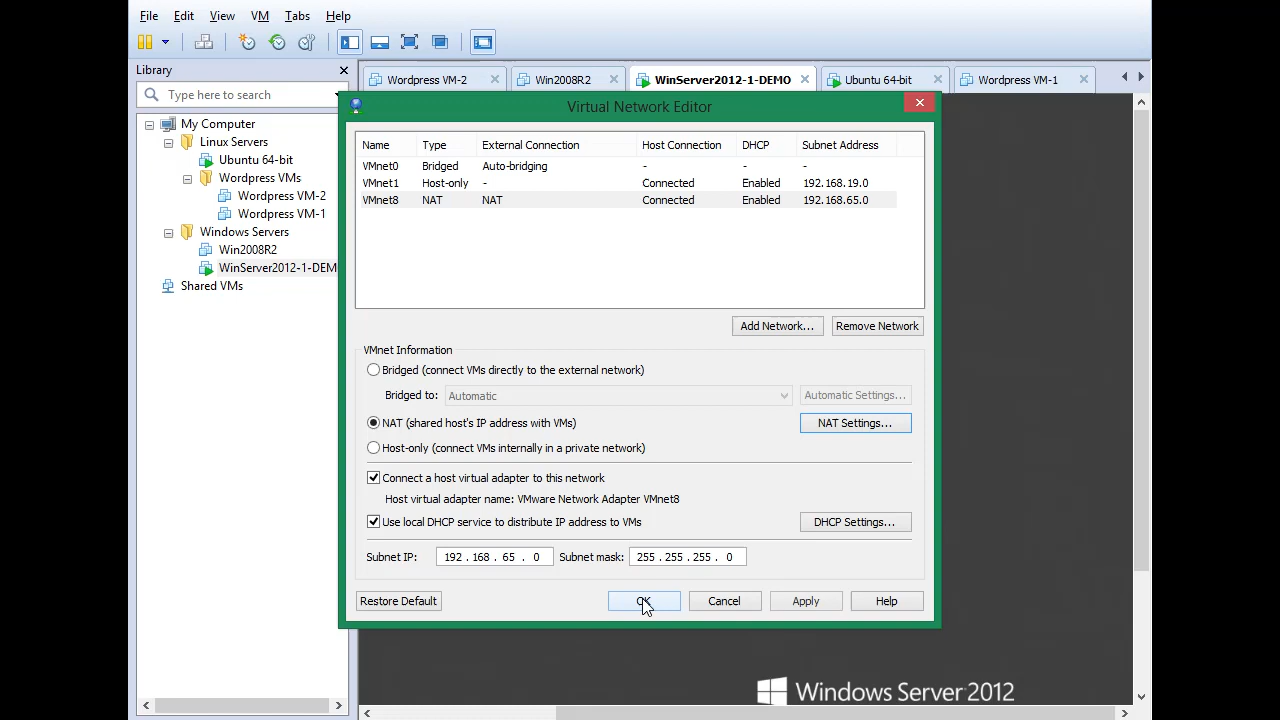 File Edit View VM Tabs Help
Library
Type here to search
My Computer
Linux Servers
Ubuntu 64-bit
Wordpress VMs
Wordpress VM-2
Wordpress VM-1
Windows Servers
Win2008R2
WinServer2012-1-DEM
Shared VMs
Wordpress VM-2 Win2008R2 WinServer2012-1-DEMO Ubuntu 64-bit Wordpress VM-1
Virtual Network Editor
Name Type External Connection Host Connection DHCP Subnet Address
VMnet0 Bridged Auto-bridging - - -
VMnet1 Host-only - Connected Enabled 192.168.19.0
VMnet8 NAT NAT Connected Enabled 192.168.65.0
Add Network... Remove Network
VMnet Information
Bridged (connect VMs directly to the external network)
Bridged to: Automatic Automatic Settings...
NAT (shared host's IP address with VMs) NAT Settings...
Host-only (connect VMs internally in a private network)
Connect a host virtual adapter to this network
Host virtual adapter name: VMware Network Adapter VMnet8
Use local DHCP service to distribute IP address to VMs DHCP Settings...
Subnet IP: 192 . 168 . 65 . 0 Subnet mask: 255 . 255 . 255 . 0
Restore Default OK Cancel Apply Help
Windows Server 2012